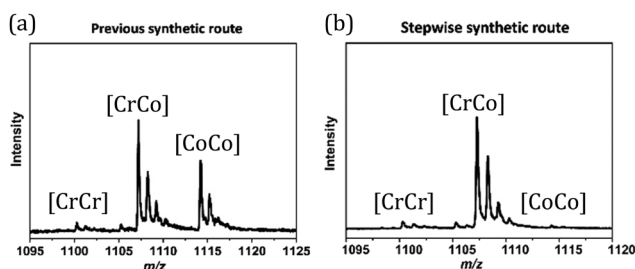 (a)
Previous synthetic route
Intensity
[CrCr]
[CrCo]
[CoCo]
1095 1100 1105 1110 1115 1120 1125
m/z
(b)
Stepwise synthetic route
Intensity
[CrCr]
[CrCo]
[CoCo]
1095 1100 1105 1110 1115 1120
m/z